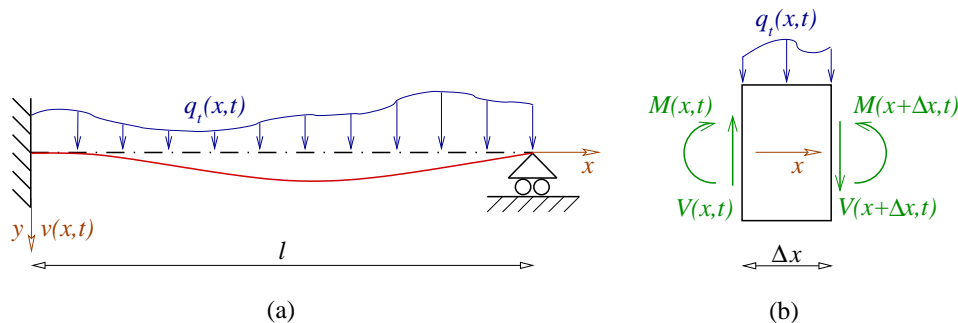 q_t(x,t)
x
y v(x,t)
l
(a)
q_t(x,t)
M(x,t)
M(x+Δx,t)
x
V(x,t)
V(x+Δx,t)
Δx
(b)